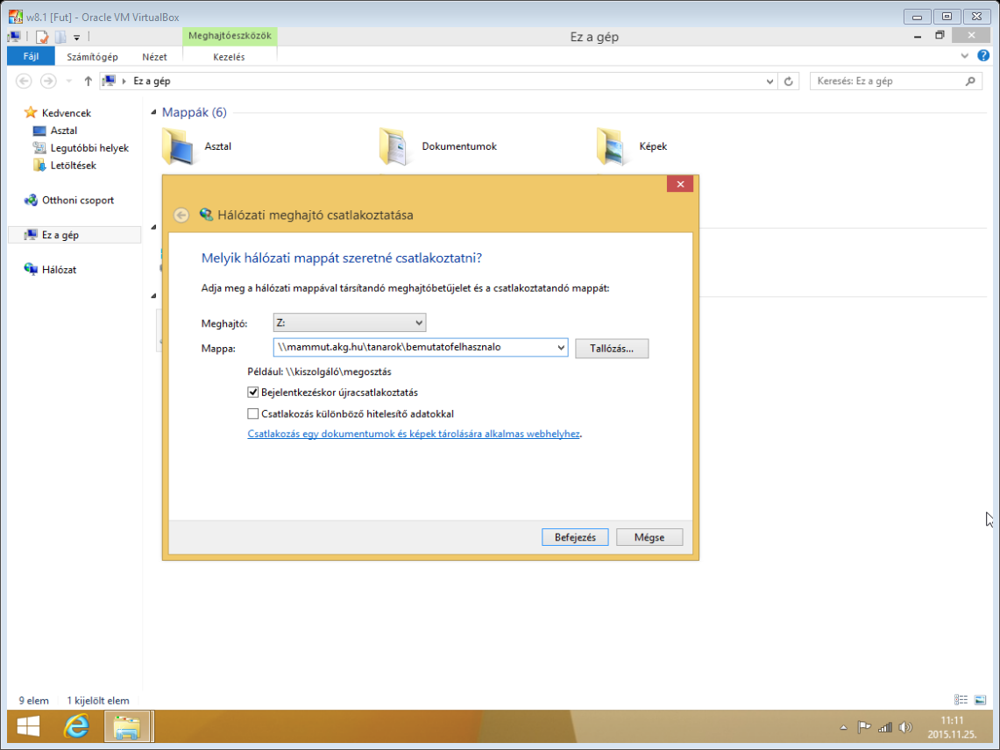 w8.1 [Fut] - Oracle VM VirtualBox
Meghajtóeszközök
Ez a gép
Fájl Számítógép Nézet Kezelés
Ez a gép
Keresés: Ez a gép
Kedvencek
Asztal
Legutóbbi helyek
Letöltések
Otthoni csoport
Ez a gép
Hálózat
Mappák (6)
Asztal Dokumentumok Képek
Hálózati meghajtó csatlakoztatása
Melyik hálózati mappát szeretné csatlakoztatni?
Adja meg a hálózati mappával társítandó meghajtóbetűjelet és a csatlakoztatandó mappát:
Meghajtó: Z:
Mappa: \\mammut.akg.hu\tanarok\bemutatofelhasznalo Tallózás...
Például: \\kiszolgáló\megosztás
Bejelentkezéskor újracsatlakoztatás
Csatlakozás különböző hitelesítő adatokkal
Csatlakozás egy dokumentumok és képek tárolására alkalmas webhelyhez.
Befejezés Mégse
9 elem 1 kijelölt elem
11:11
2015.11.25.